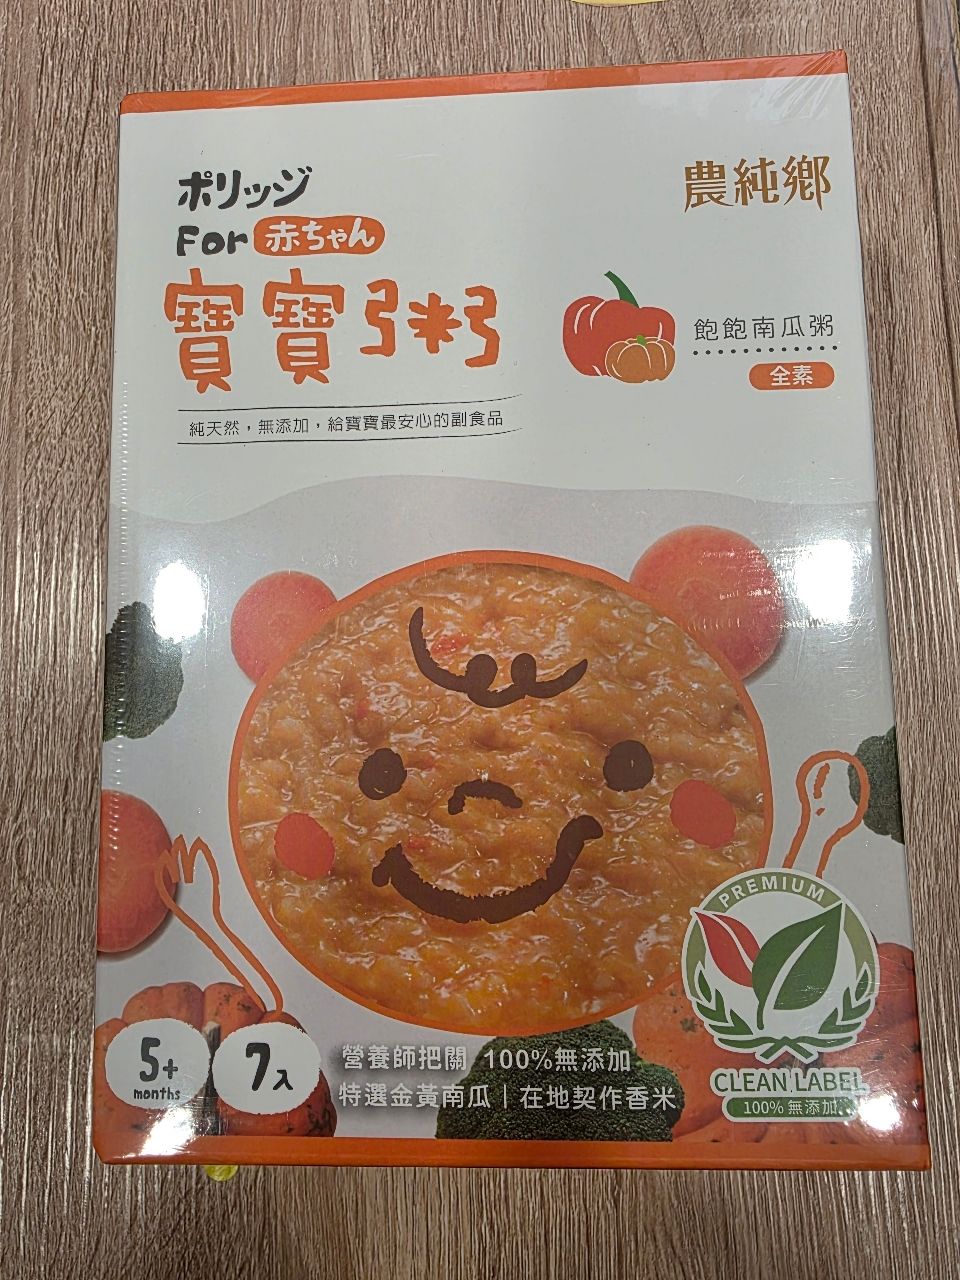 ポリッジ
For 赤ちゃん
寶寶粥
純天然，無添加，給寶寶最安心的副食品
農純鄉
飽飽南瓜粥
全素
PREMIUM
CLEAN LABEL
100% 無添加
5+
months
7入
營養師把關 100%無添加
特選金黃南瓜｜在地契作香米